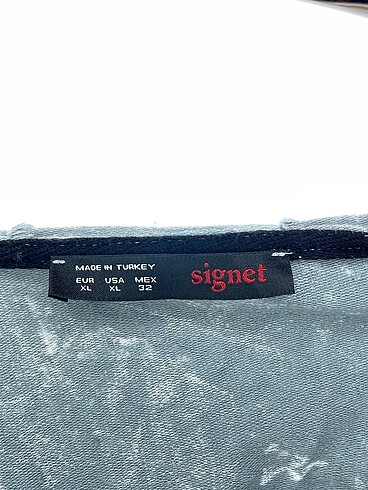 MADE IN TURKEY
EUR USA MEX
XL XL 32
signet